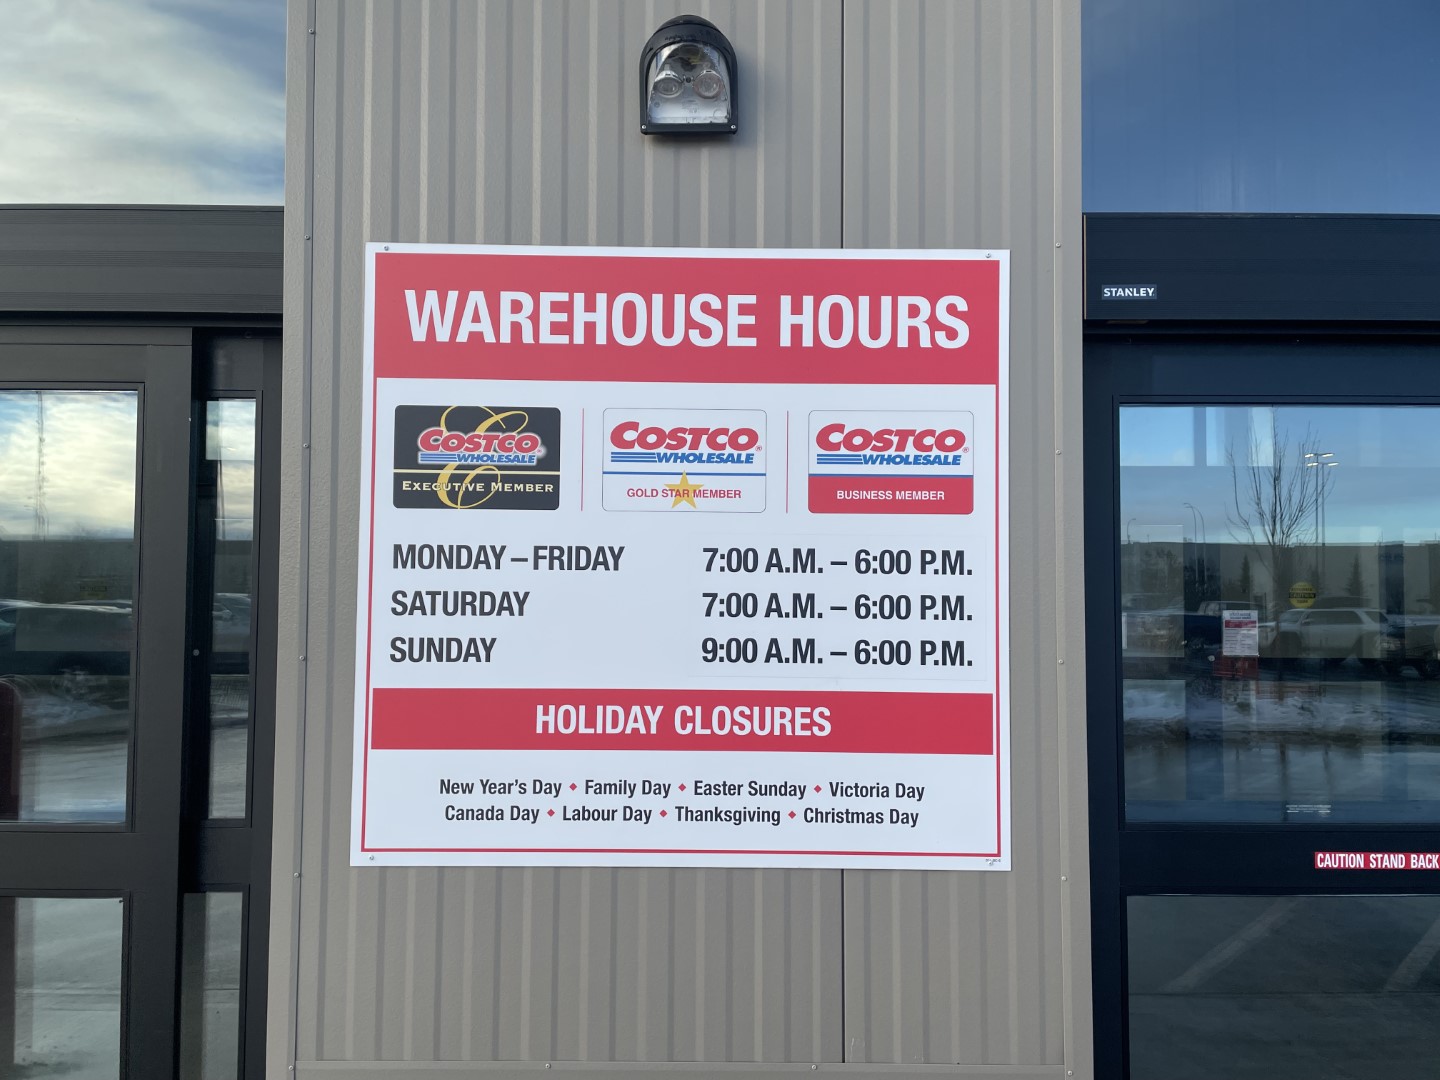 STANLEY
WAREHOUSE HOURS
COSTCO
WHOLESALE
EXECUTIVE MEMBER
COSTCO
WHOLESALE
GOLD STAR MEMBER
COSTCO
WHOLESALE
BUSINESS MEMBER
MONDAY – FRIDAY 7:00 A.M. – 6:00 P.M.
SATURDAY 7:00 A.M. – 6:00 P.M.
SUNDAY 9:00 A.M. – 6:00 P.M.
HOLIDAY CLOSURES
New Year's Day ♦ Family Day ♦ Easter Sunday ♦ Victoria Day
Canada Day ♦ Labour Day ♦ Thanksgiving ♦ Christmas Day
CAUTION STAND BACK